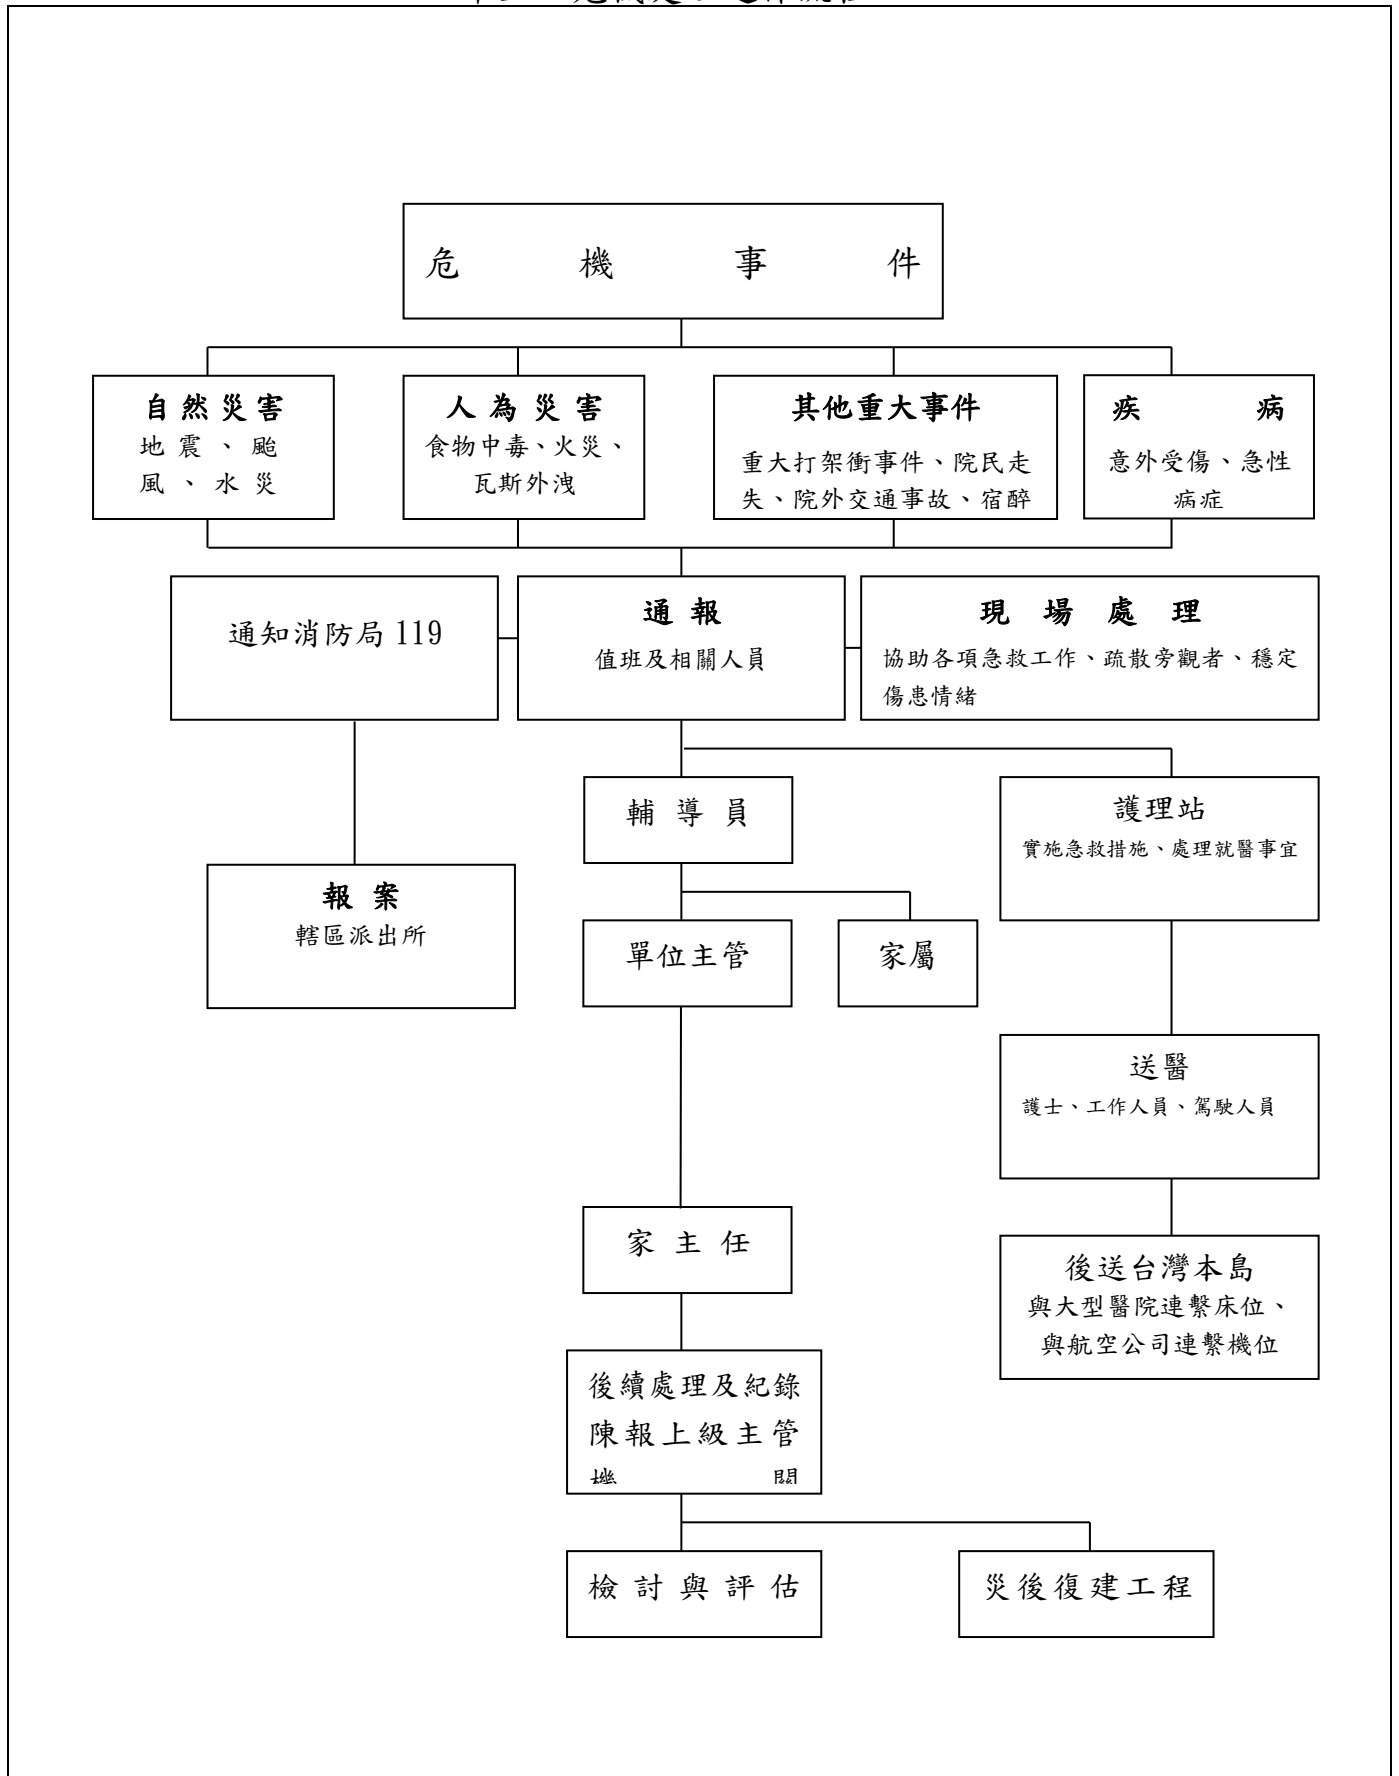 危機事件
自然災害
地震、颱
風、水災
人為災害
食物中毒、火災、
瓦斯外洩
其他重大事件
重大打架衝事件、院民走
失、院外交通事故、宿醉
疾病
意外受傷、急性
病症
通知消防局 119
通報
值班及相關人員
現場處理
協助各項急救工作、疏散旁觀者、穩定
傷患情緒
輔導員
護理站
實施急救措施、處理就醫事宜
報案
轄區派出所
單位主管
家屬
送醫
護士、工作人員、駕駛人員
家主任
後送台灣本島
與大型醫院連繫床位、
與航空公司連繫機位
後續處理及紀錄
陳報上級主管
機關
檢討與評估
災後復建工程